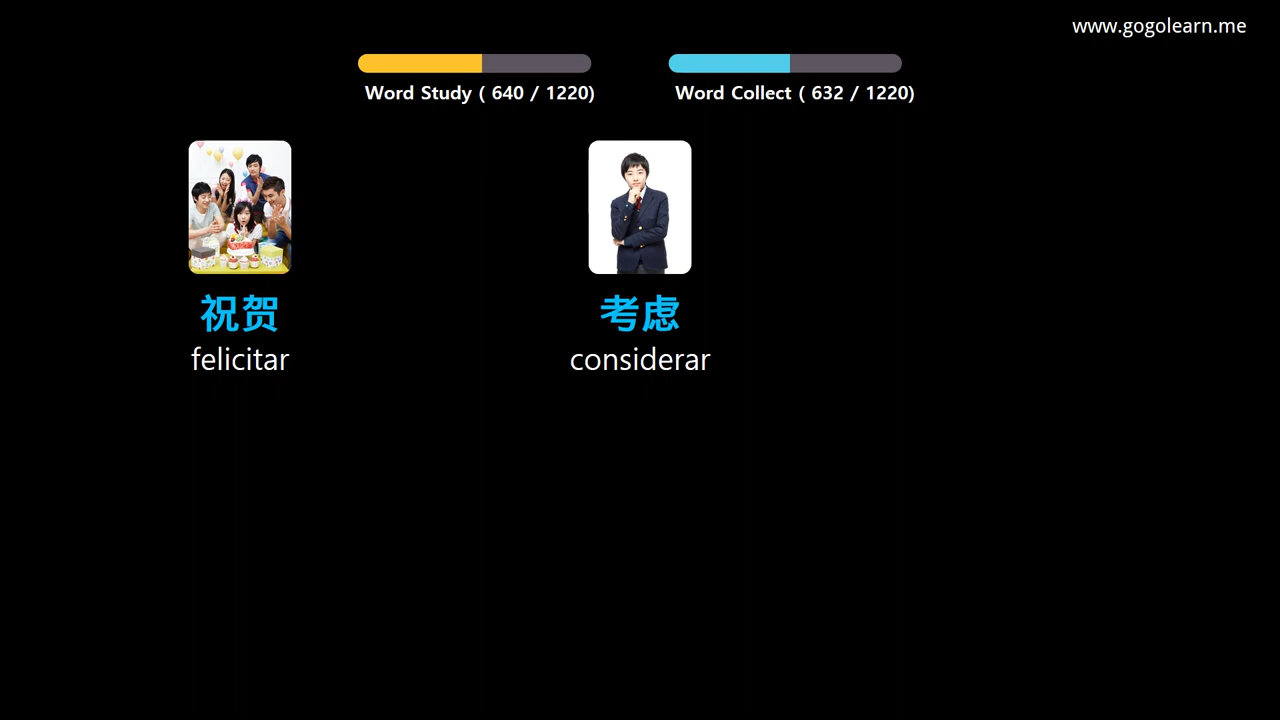 www.gogolearn.me
Word Study ( 640 / 1220)
Word Collect ( 632 / 1220)
祝贺
felicitar
考虑
considerar